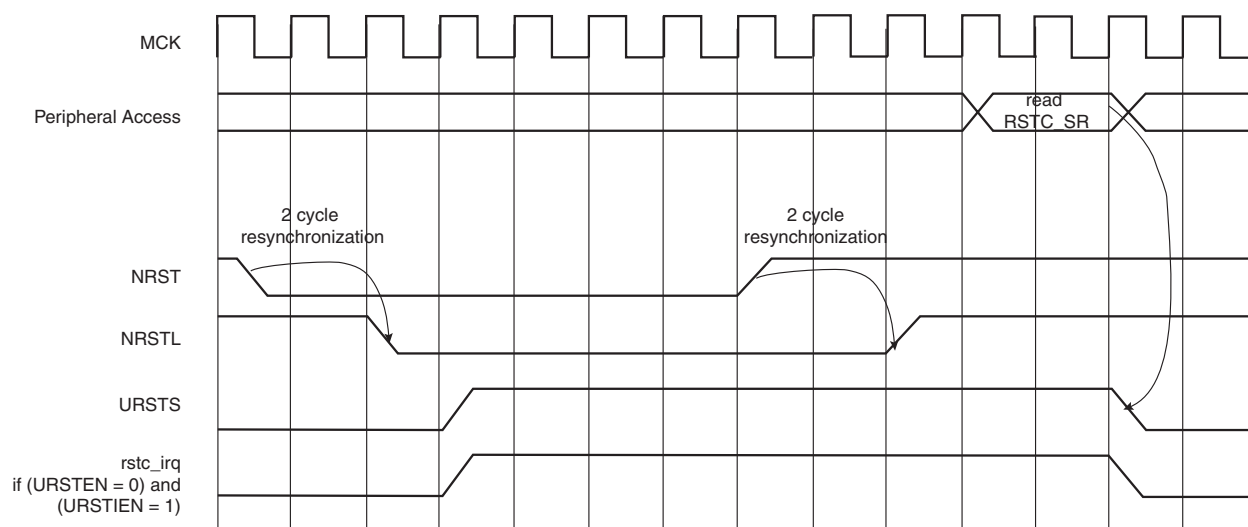 MCK
Peripheral Access
read
RSTC_SR
2 cycle
resynchronization
2 cycle
resynchronization
NRST
NRSTL
URSTS
rstc_irq
if (URSTEN = 0) and
(URSTIEN = 1)